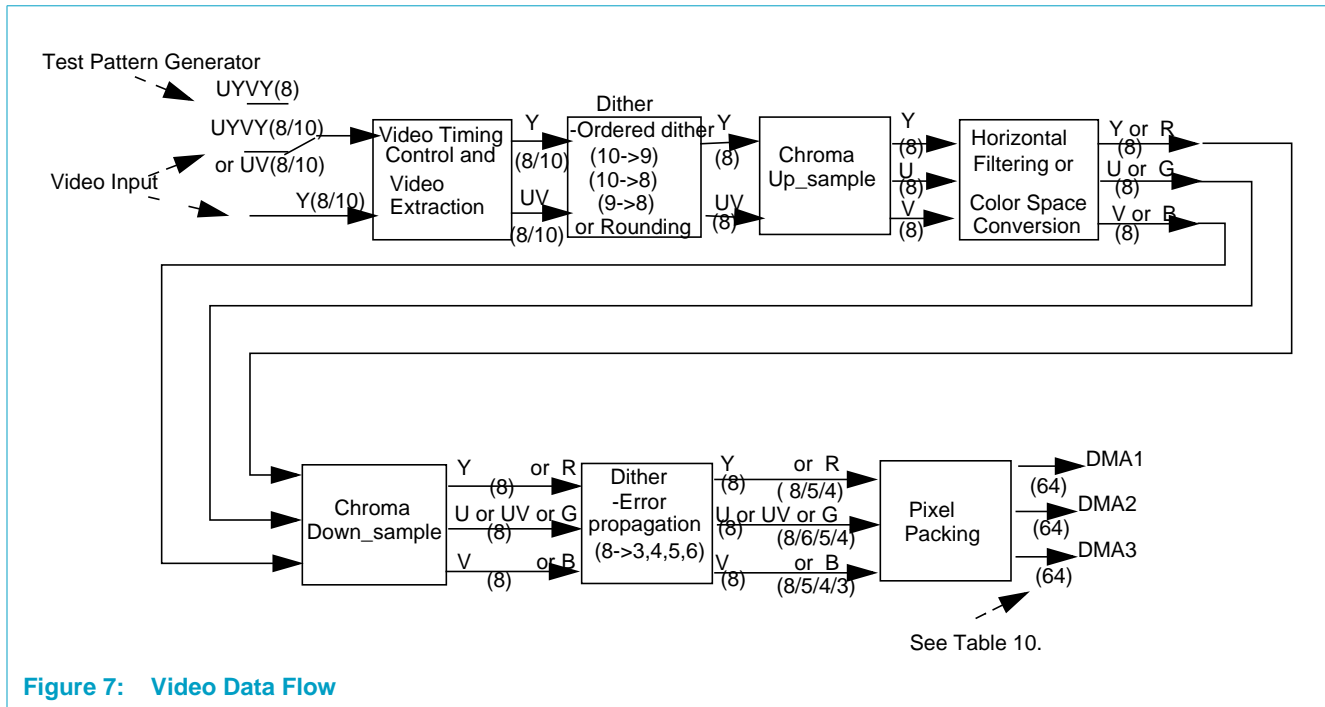 Test Pattern Generator
UYVY(8)
UYVY(8/10)
or UV(8/10)
Video Input
Y(8/10)
Video Timing
Control and
Video
Extraction
Y
(8/10)
UV
(8/10)
Dither
-Ordered dither
(10->9)
(10->8)
(9->8)
or Rounding
Y
(8)
UV
(8)
Chroma
Up_sample
Y
(8)
U
(8)
V
(8)
Horizontal
Filtering or
Color Space
Conversion
Y or R
(8)
U or G
(8)
V or B
(8)
Chroma
Down_sample
Y or R
(8)
U or UV or G
(8)
V or B
(8)
Dither
-Error
propagation
(8->3,4,5,6)
Y or R
(8) ( 8/5/4)
U or UV or G
(8) (8/6/5/4)
V or B
(8) (8/5/4/3)
Pixel
Packing
DMA1
(64)
DMA2
(64)
DMA3
(64)
See Table 10.
Figure 7: Video Data Flow